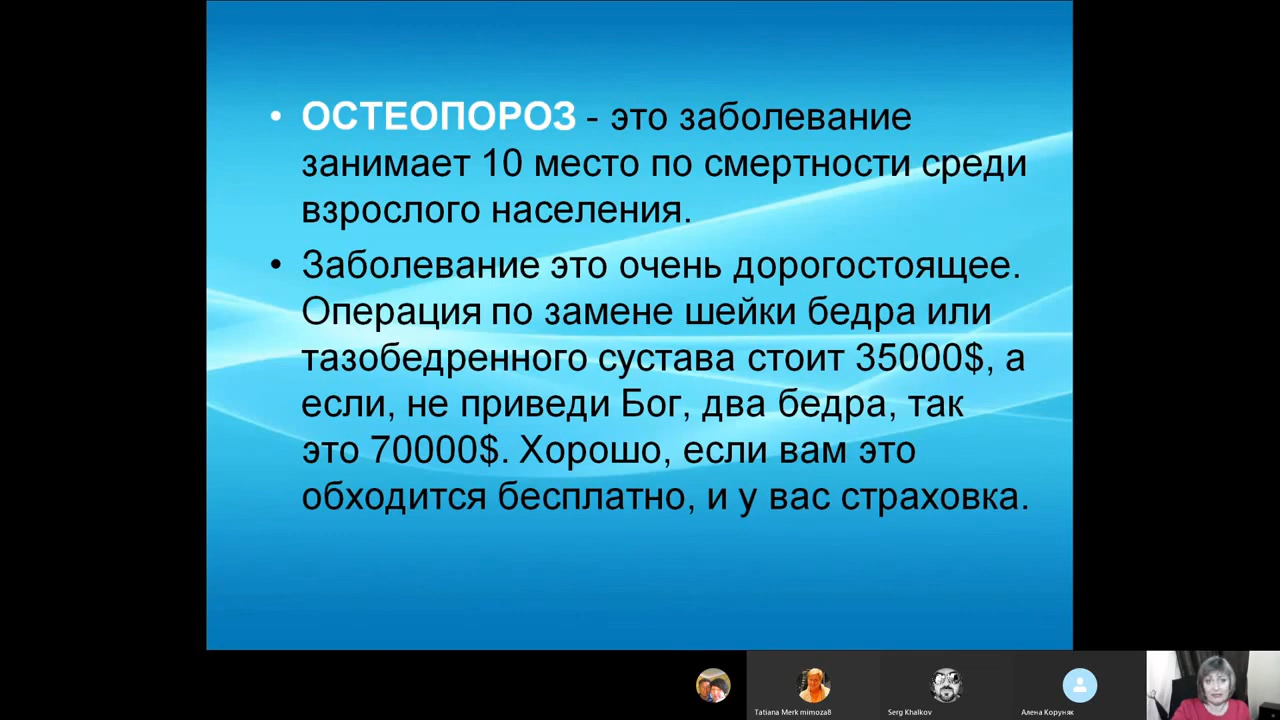 • ОСТЕОПОРОЗ - это заболевание
занимает 10 место по смертности среди
взрослого населения.
• Заболевание это очень дорогостоящее.
Операция по замене шейки бедра или
тазобедренного сустава стоит 35000$, а
если, не приведи Бог, два бедра, так
это 70000$. Хорошо, если вам это
обходится бесплатно, и у вас страховка.
Tatiana Merk mimoza8
Serg Khalkov
Алена Коруняк